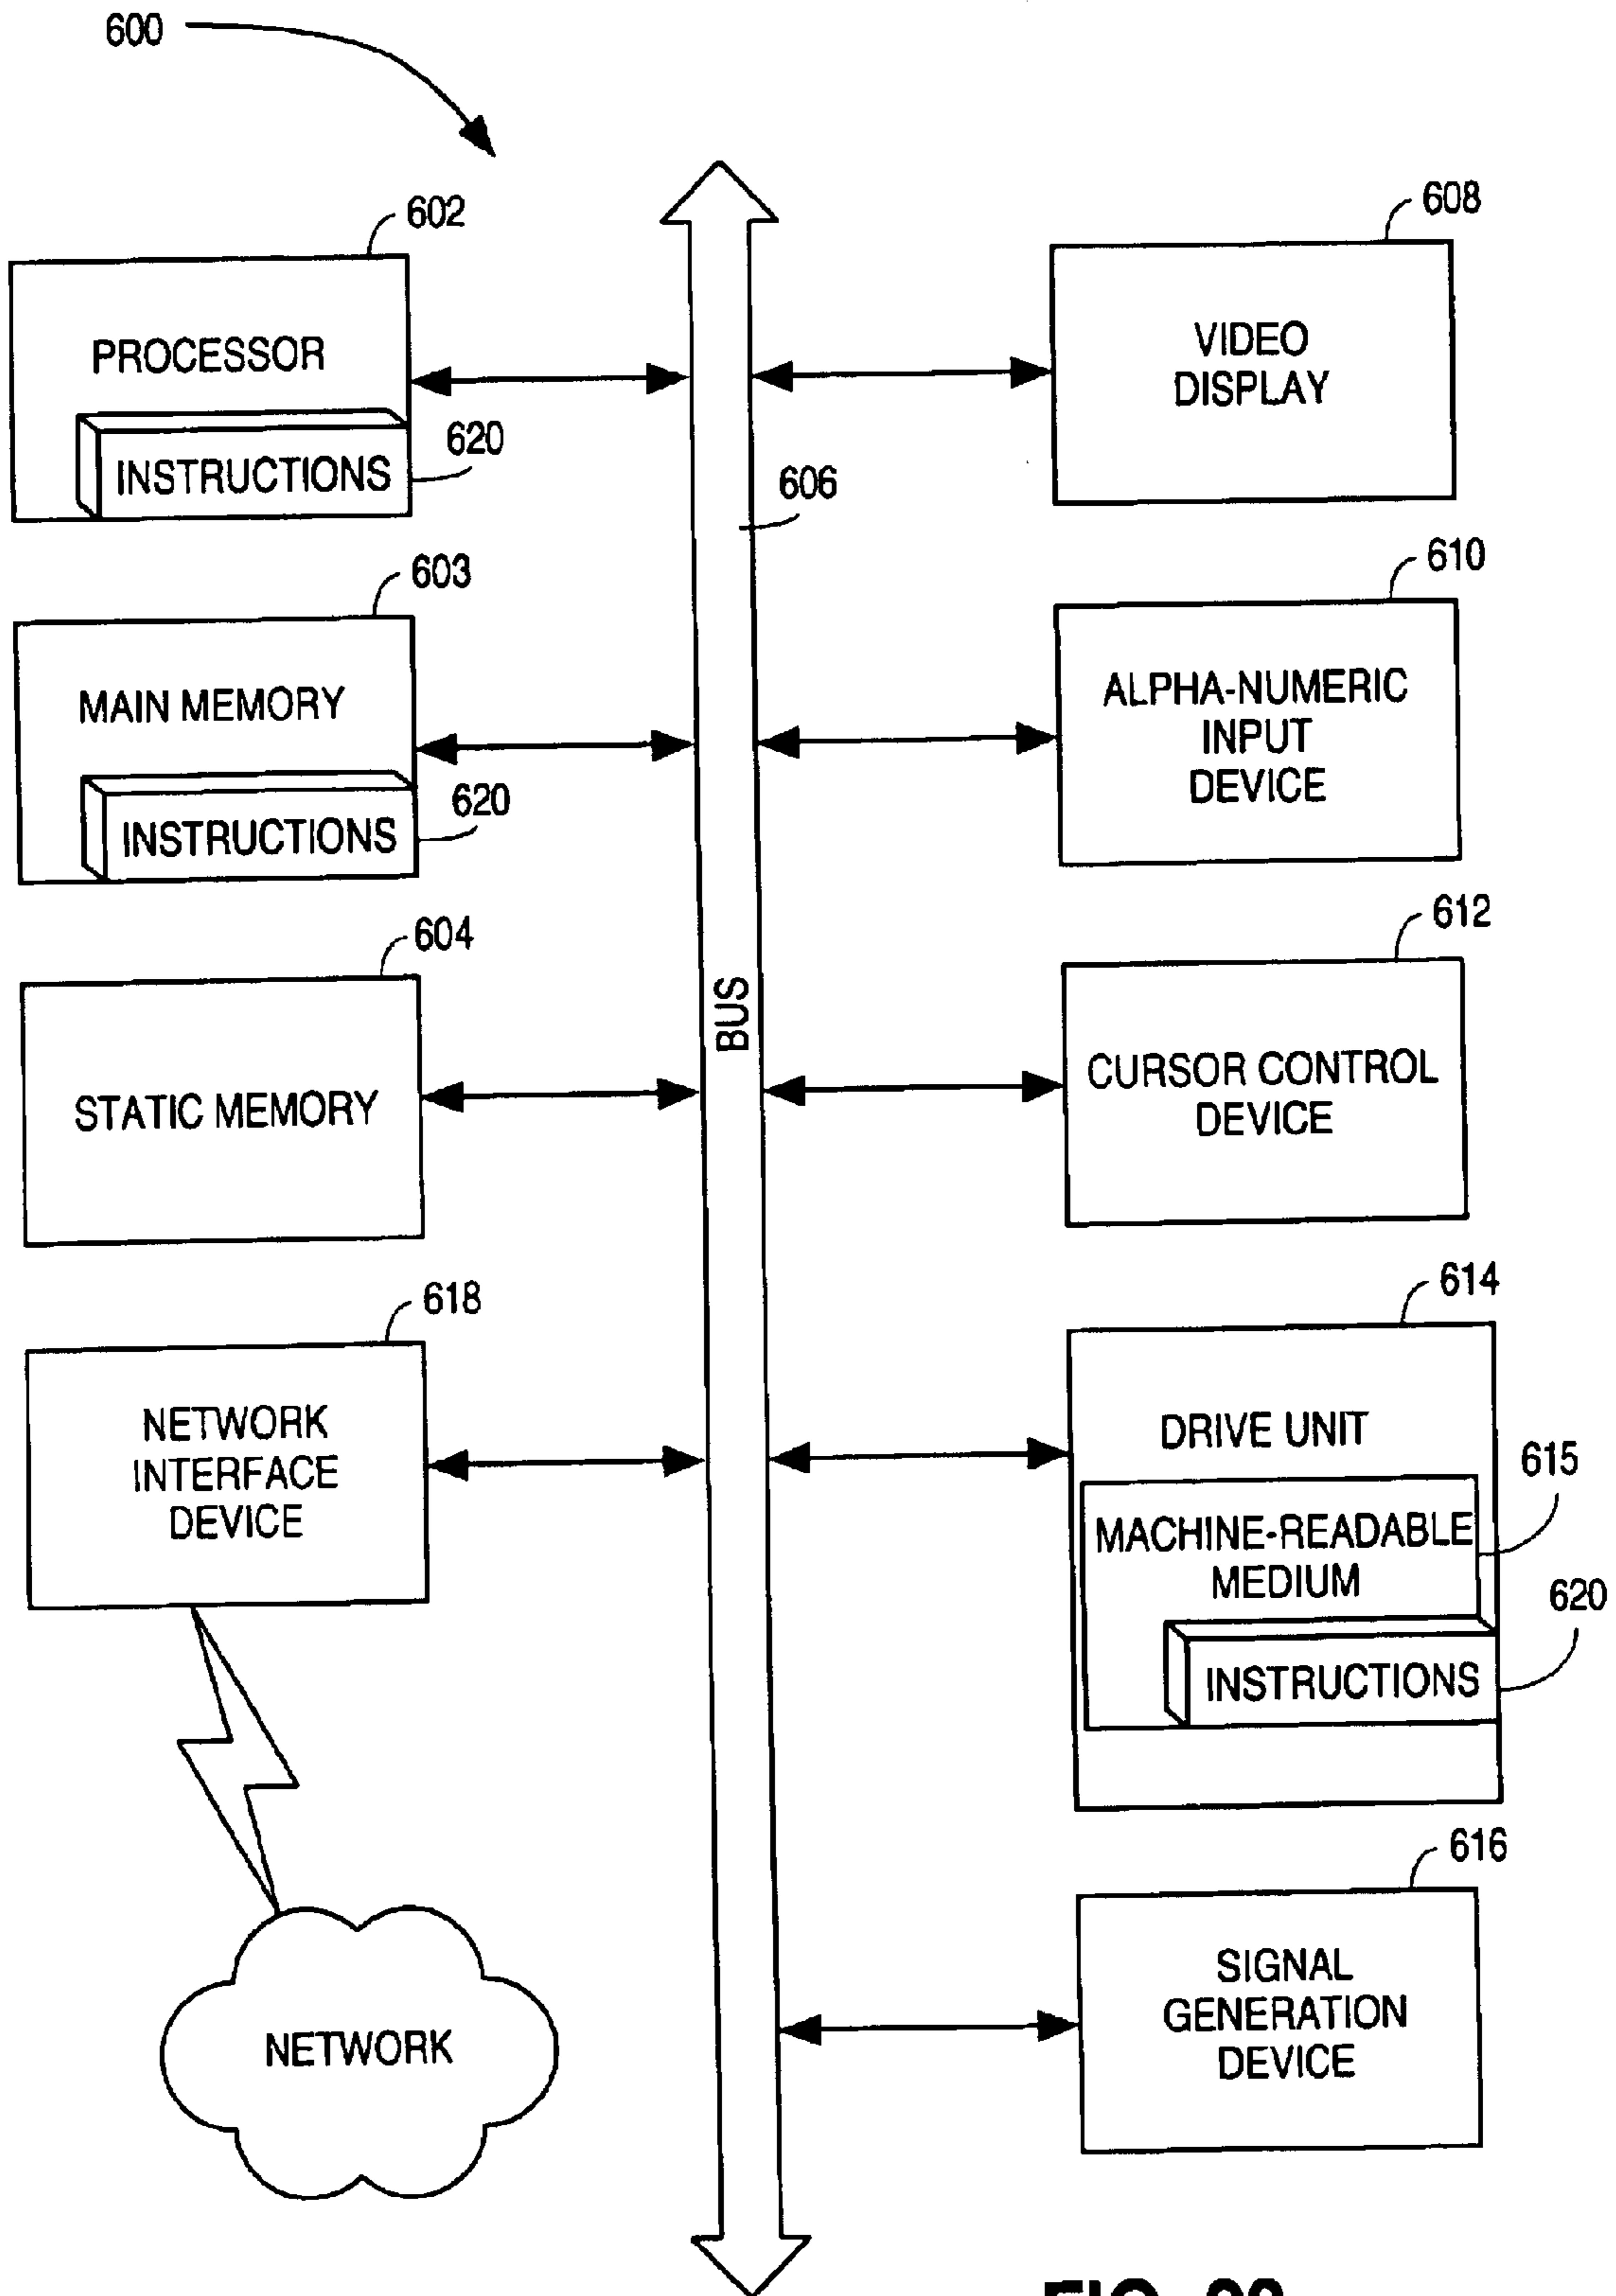 600
602
PROCESSOR
INSTRUCTIONS
620
603
MAIN MEMORY
INSTRUCTIONS
620
604
STATIC MEMORY
618
NETWORK
INTERFACE
DEVICE
NETWORK
606
BUS
608
VIDEO
DISPLAY
610
ALPHA-NUMERIC
INPUT
DEVICE
612
CURSOR CONTROL
DEVICE
614
DRIVE UNIT
615
MACHINE-READABLE
MEDIUM
620
INSTRUCTIONS
616
SIGNAL
GENERATION
DEVICE
FIG.